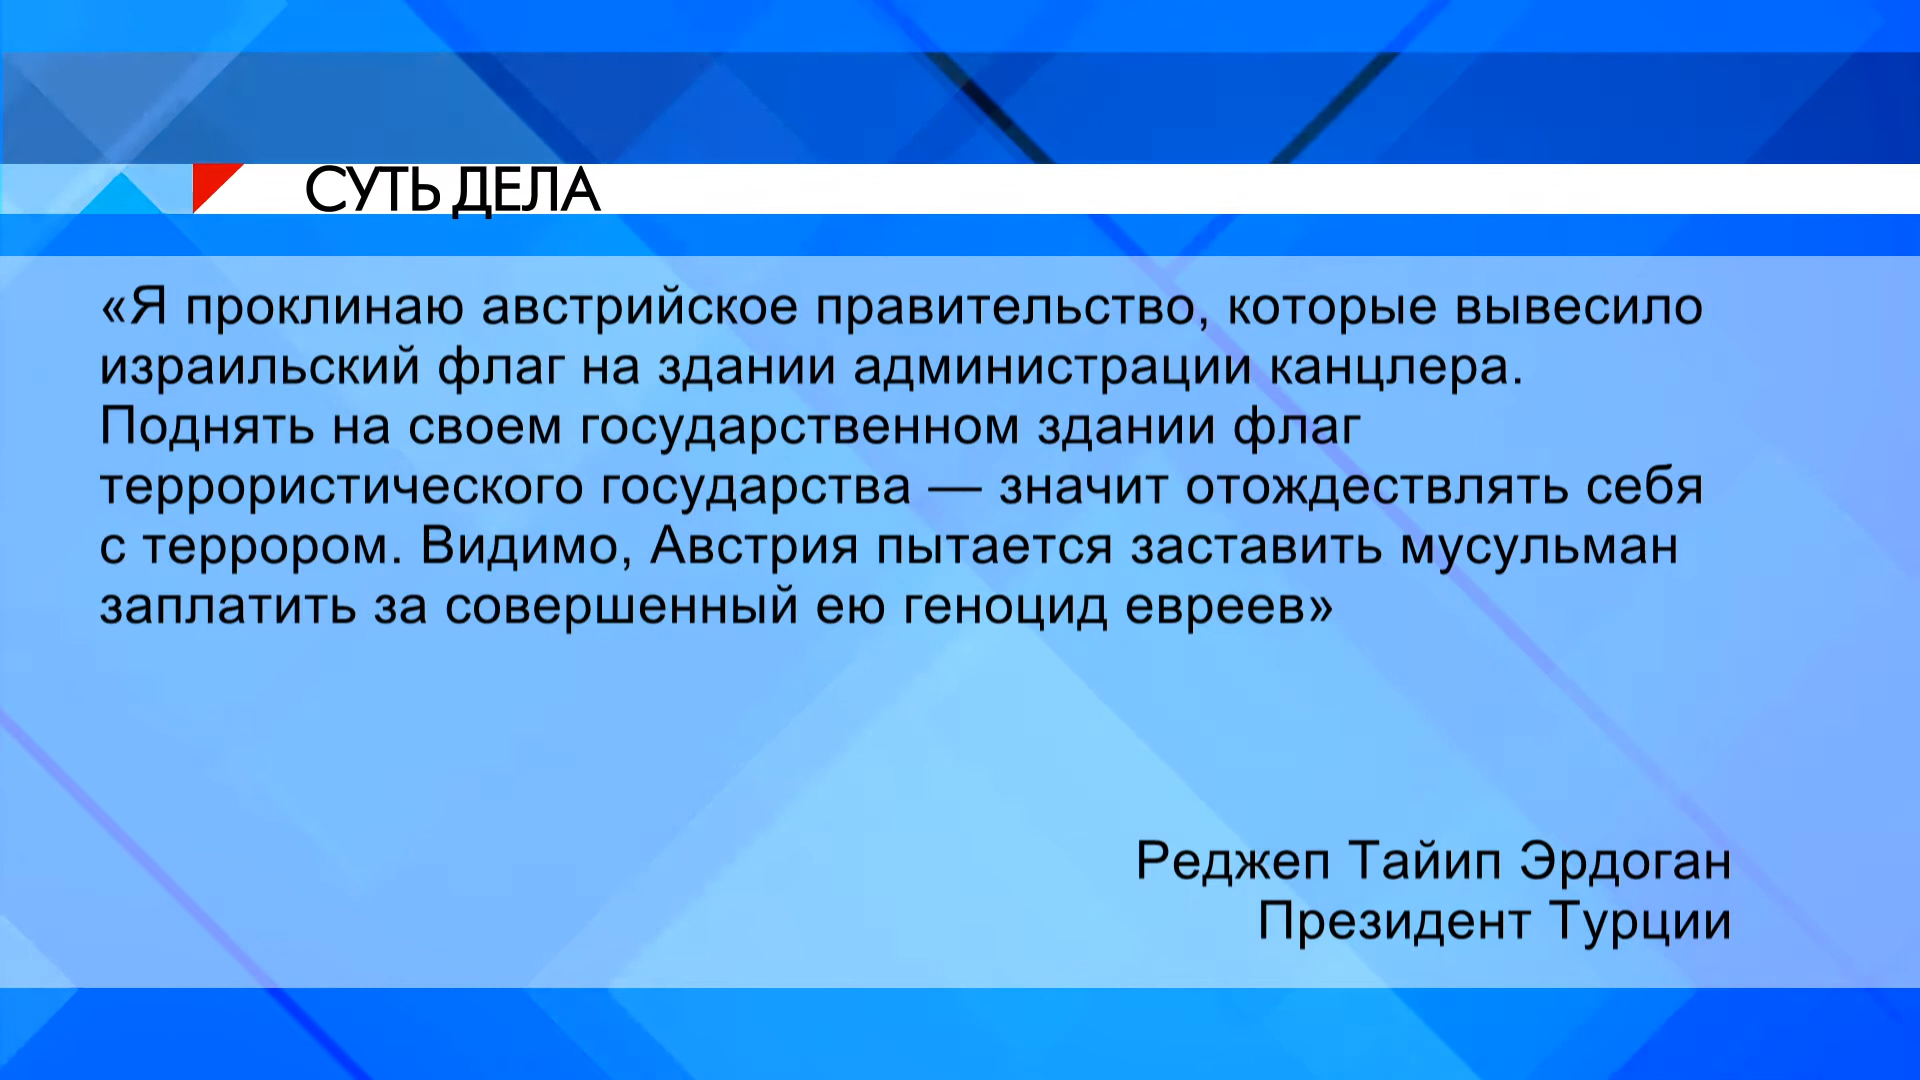 СУТЬ ДЕЛА
«Я проклинаю австрийское правительство, которые вывесило
израильский флаг на здании администрации канцлера.
Поднять на своем государственном здании флаг
террористического государства — значит отождествлять себя
с террором. Видимо, Австрия пытается заставить мусульман
заплатить за совершенный ею геноцид евреев»
Реджеп Тайип Эрдоган
Президент Турции